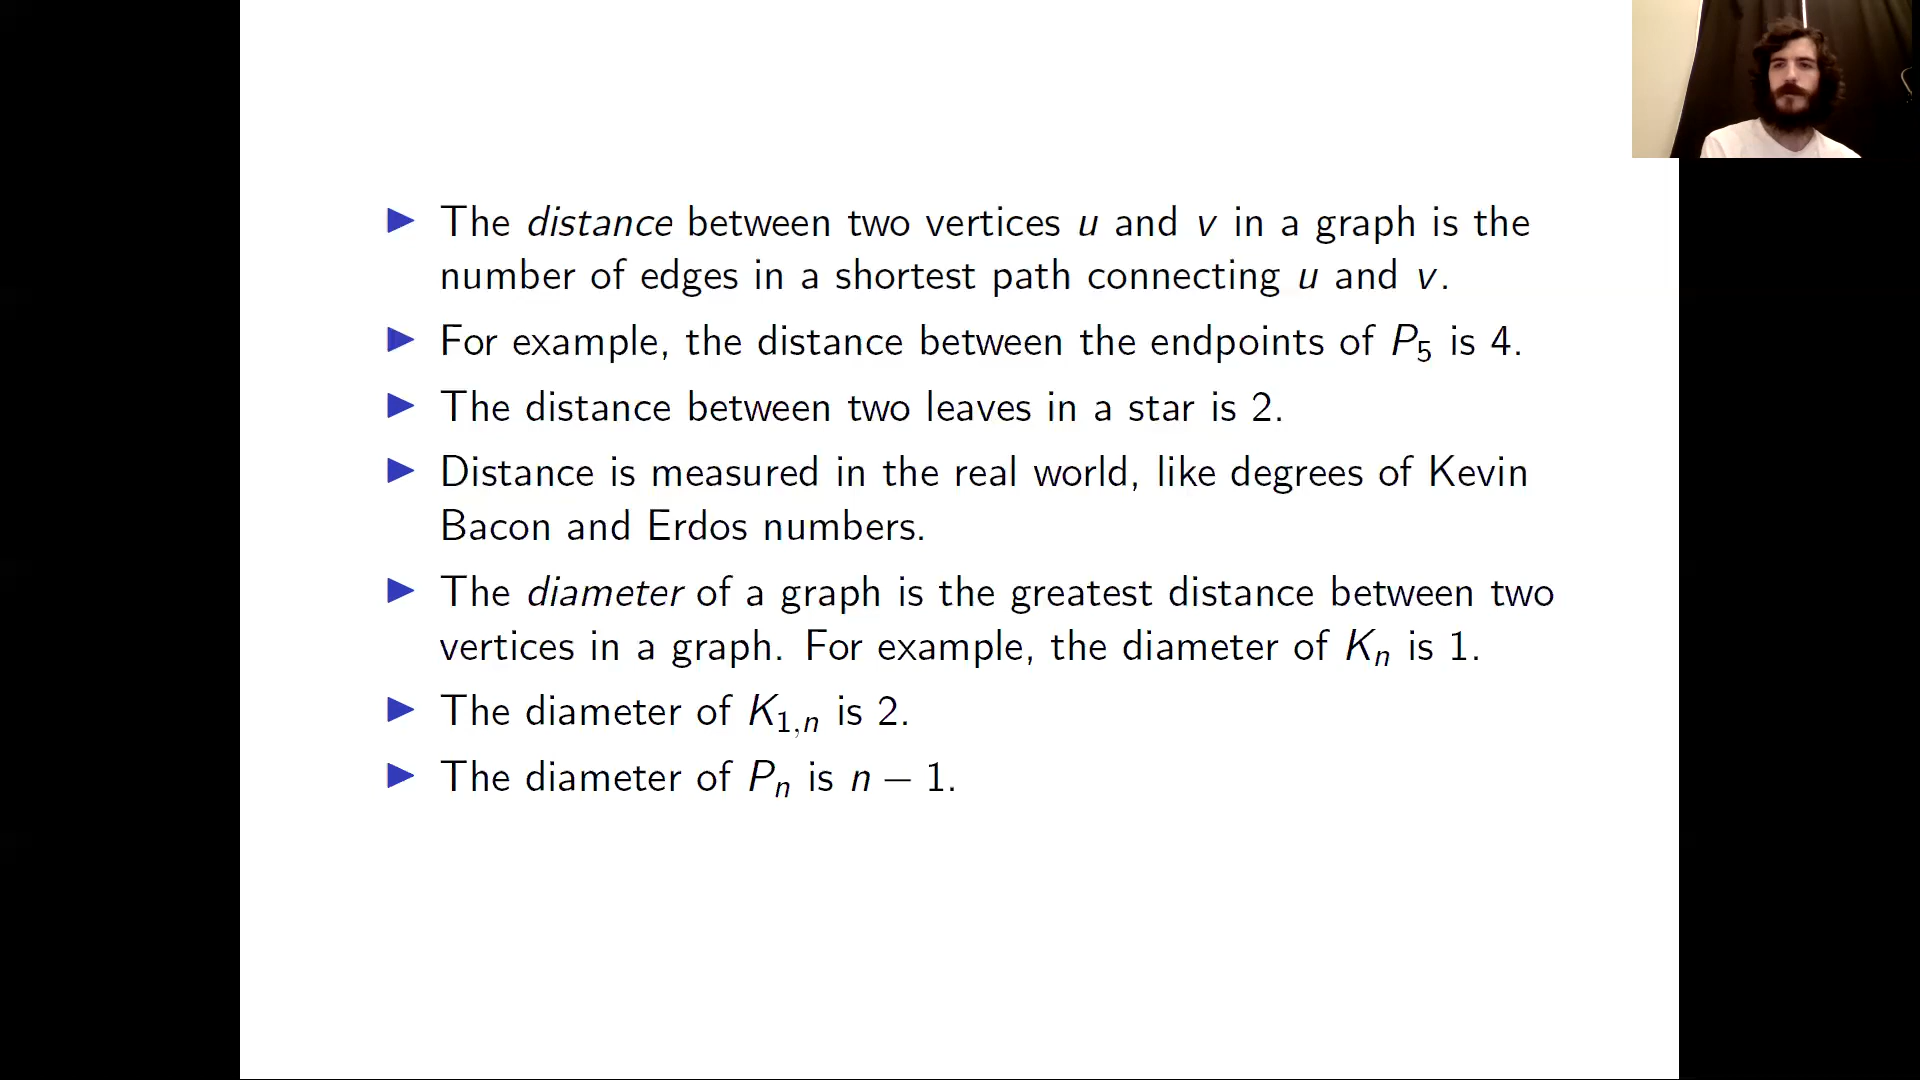 ▶ The distance between two vertices u and v in a graph is the
number of edges in a shortest path connecting u and v.
▶ For example, the distance between the endpoints of P₅ is 4.
▶ The distance between two leaves in a star is 2.
▶ Distance is measured in the real world, like degrees of Kevin
Bacon and Erdos numbers.
▶ The diameter of a graph is the greatest distance between two
vertices in a graph. For example, the diameter of Kₙ is 1.
▶ The diameter of K₁,ₙ is 2.
▶ The diameter of Pₙ is n − 1.